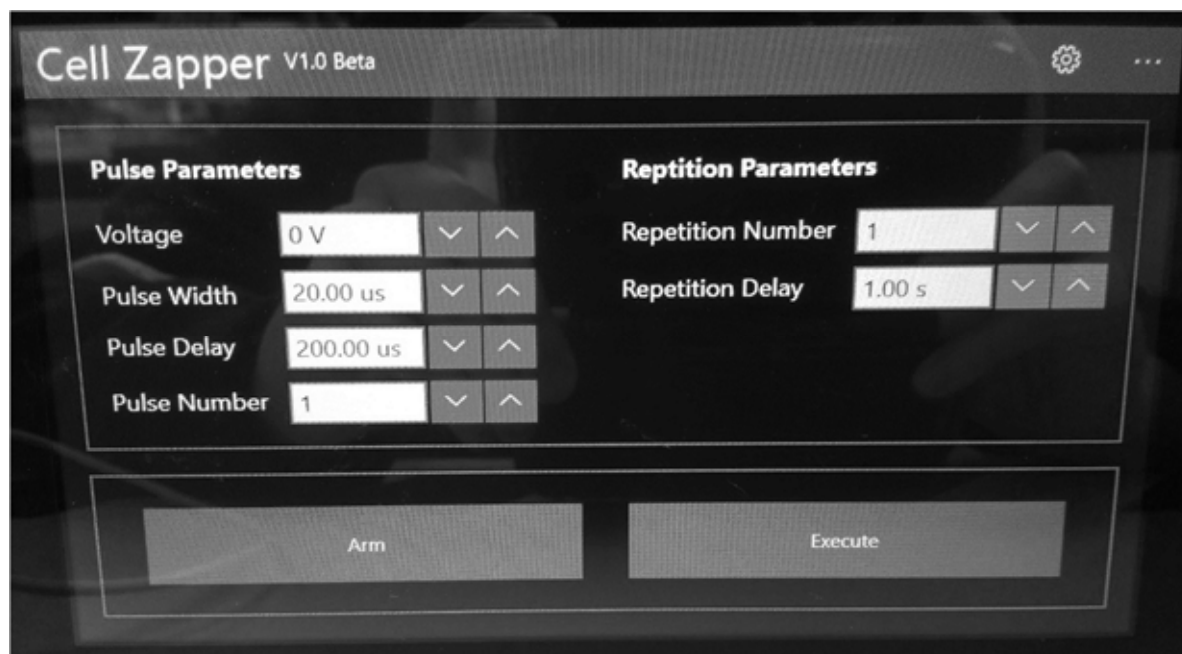 Cell Zapper V1.0 Beta
Pulse Parameters
Voltage 0 V
Pulse Width 20.00 us
Pulse Delay 200.00 us
Pulse Number 1
Reptition Parameters
Repetition Number 1
Repetition Delay 1.00 s
Arm
Execute